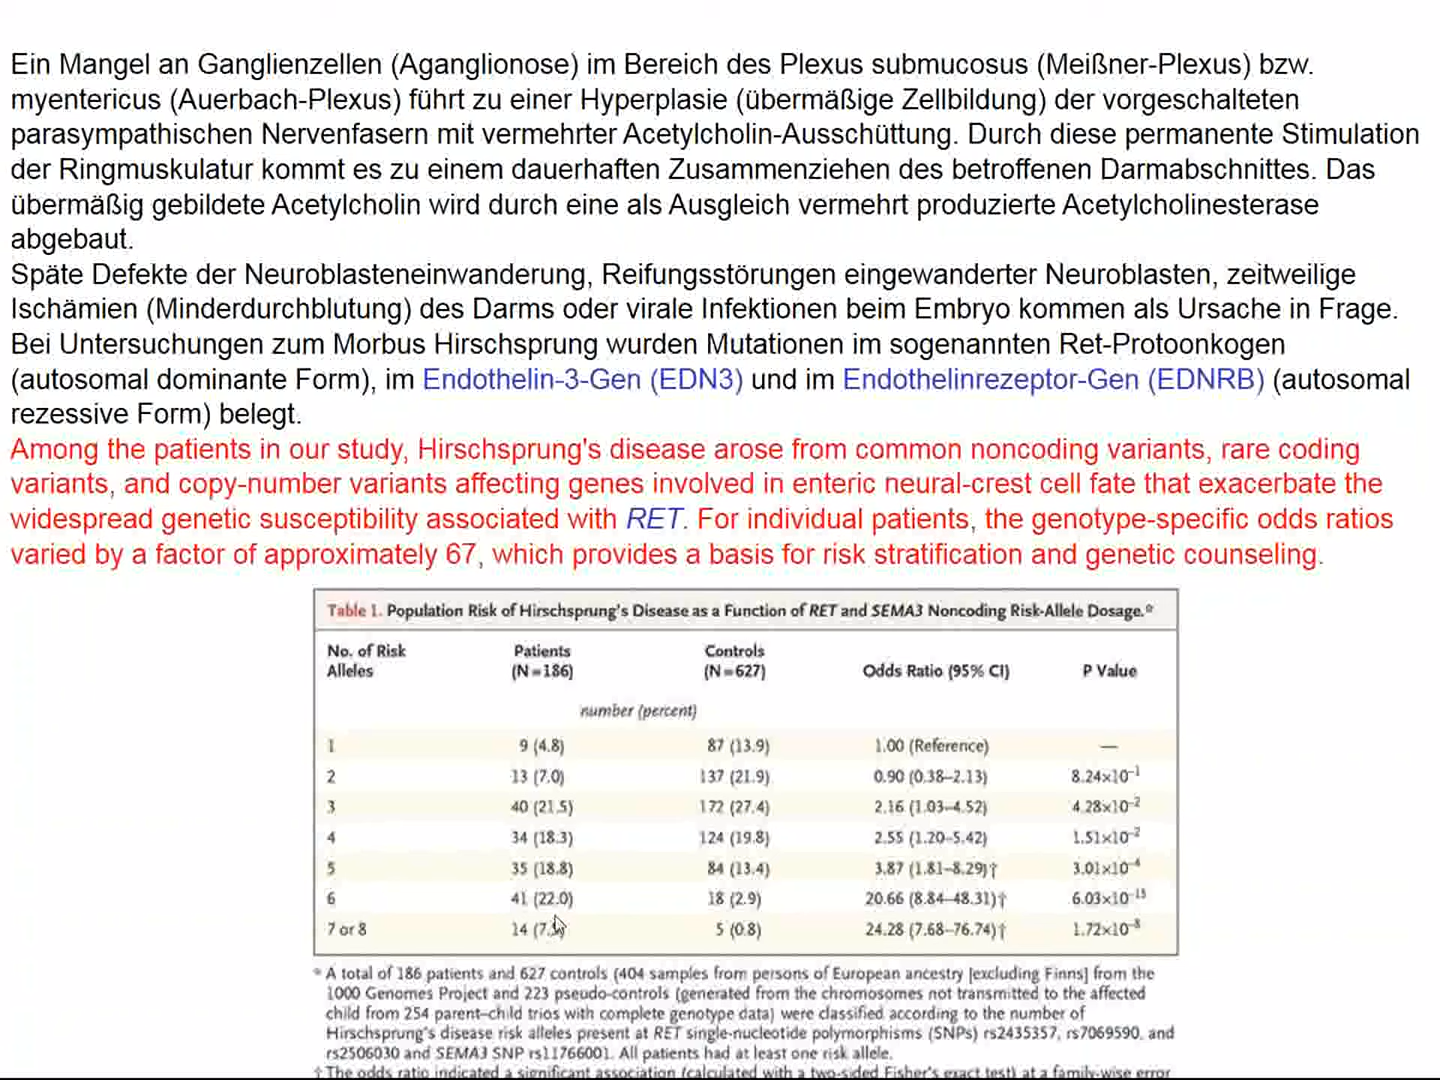 Ein Mangel an Ganglienzellen (Aganglionose) im Bereich des Plexus submucosus (Meißner-Plexus) bzw.
myentericus (Auerbach-Plexus) führt zu einer Hyperplasie (übermäßige Zellbildung) der vorgeschalteten
parasympathischen Nervenfasern mit vermehrter Acetylcholin-Ausschüttung. Durch diese permanente Stimulation
der Ringmuskulatur kommt es zu einem dauerhaften Zusammenziehen des betroffenen Darmabschnittes. Das
übermäßig gebildete Acetylcholin wird durch eine als Ausgleich vermehrt produzierte Acetylcholinesterase
abgebaut.
Späte Defekte der Neuroblasteneinwanderung, Reifungsstörungen eingewanderter Neuroblasten, zeitweilige
Ischämien (Minderdurchblutung) des Darms oder virale Infektionen beim Embryo kommen als Ursache in Frage.
Bei Untersuchungen zum Morbus Hirschsprung wurden Mutationen im sogenannten Ret-Protoonkogen
(autosomal dominante Form), im Endothelin-3-Gen (EDN3) und im Endothelinrezeptor-Gen (EDNRB) (autosomal
rezessive Form) belegt.
Among the patients in our study, Hirschsprung's disease arose from common noncoding variants, rare coding
variants, and copy-number variants affecting genes involved in enteric neural-crest cell fate that exacerbate the
widespread genetic susceptibility associated with RET. For individual patients, the genotype-specific odds ratios
varied by a factor of approximately 67, which provides a basis for risk stratification and genetic counseling.
Table 1. Population Risk of Hirschsprung's Disease as a Function of RET and SEMA3 Noncoding Risk-Allele Dosage.*
No. of Risk Alleles Patients (N=186) Controls (N=627) Odds Ratio (95% CI) P Value
number (percent)
1 9 (4.8) 87 (13.9) 1.00 (Reference) —
2 13 (7.0) 137 (21.9) 0.90 (0.38–2.13) 8.24×10⁻¹
3 40 (21.5) 172 (27.4) 2.16 (1.03–4.52) 4.28×10⁻²
4 34 (18.3) 124 (19.8) 2.55 (1.20–5.42) 1.51×10⁻²
5 35 (18.8) 84 (13.4) 3.87 (1.81–8.29)† 3.01×10⁻⁴
6 41 (22.0) 18 (2.9) 20.66 (8.84–48.31)† 6.03×10⁻¹⁵
7 or 8 14 5 (0.8) 24.28 (7.68–76.74)† 1.72×10⁻⁸
* A total of 186 patients and 627 controls (404 samples from persons of European ancestry [excluding Finns] from the
1000 Genomes Project and 223 pseudo-controls (generated from the chromosomes not transmitted to the affected
child from 254 parent–child trios with complete genotype data) were classified according to the number of
Hirschsprung's disease risk alleles present at RET single-nucleotide polymorphisms (SNPs) rs2435357, rs7069590, and
rs2506030 and SEMA3 SNP rs11766001. All patients had at least one risk allele.
† The odds ratio indicated a significant association (calculated with a two-sided Fisher's exact test) at a family-wise error